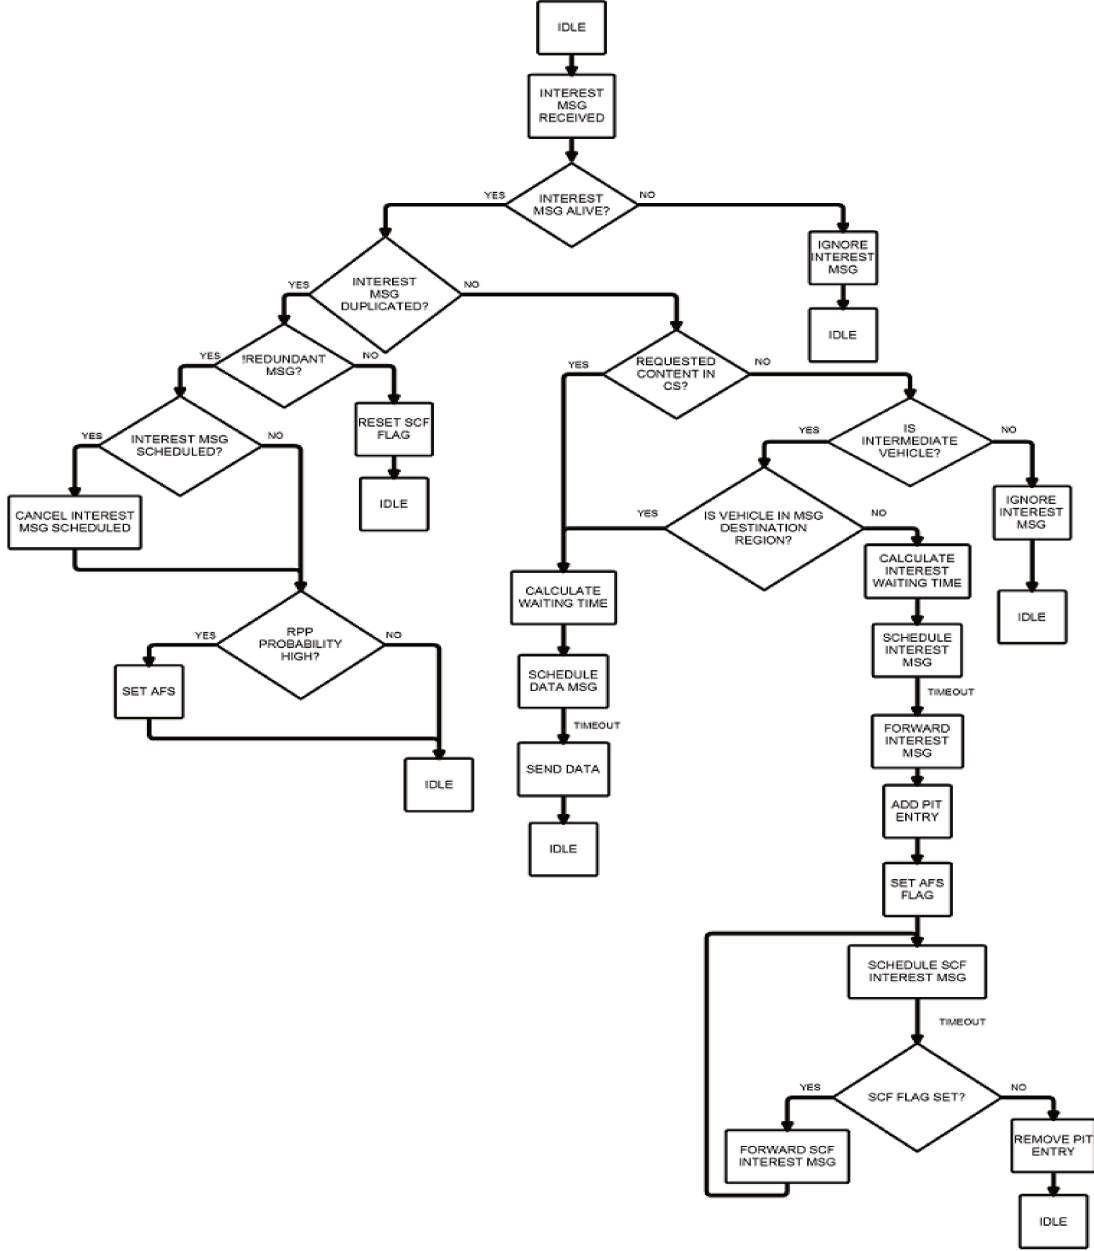 IDLE
INTEREST
MSG
RECEIVED
INTEREST
MSG ALIVE?
YES
NO
IGNORE
INTEREST
MSG
IDLE
INTEREST
MSG
DUPLICATED?
YES
NO
!REDUNDANT
MSG?
YES
NO
RESET SCF
FLAG
IDLE
INTEREST MSG
SCHEDULED?
YES
NO
CANCEL INTEREST
MSG SCHEDULED
RPP
PROBABILITY
HIGH?
YES
NO
SET AFS
IDLE
REQUESTED
CONTENT IN
CS?
YES
NO
IS
INTERMEDIATE
VEHICLE?
YES
NO
IGNORE
INTEREST
MSG
IDLE
IS VEHICLE IN MSG
DESTINATION
REGION?
YES
NO
CALCULATE
WAITING TIME
SCHEDULE
DATA MSG
TIMEOUT
SEND DATA
IDLE
CALCULATE
INTEREST
WAITING TIME
SCHEDULE
INTEREST
MSG
TIMEOUT
FORWARD
INTEREST
MSG
ADD PIT
ENTRY
SET AFS
FLAG
SCHEDULE SCF
INTEREST MSG
TIMEOUT
SCF FLAG SET?
YES
NO
FORWARD SCF
INTEREST MSG
REMOVE PIT
ENTRY
IDLE